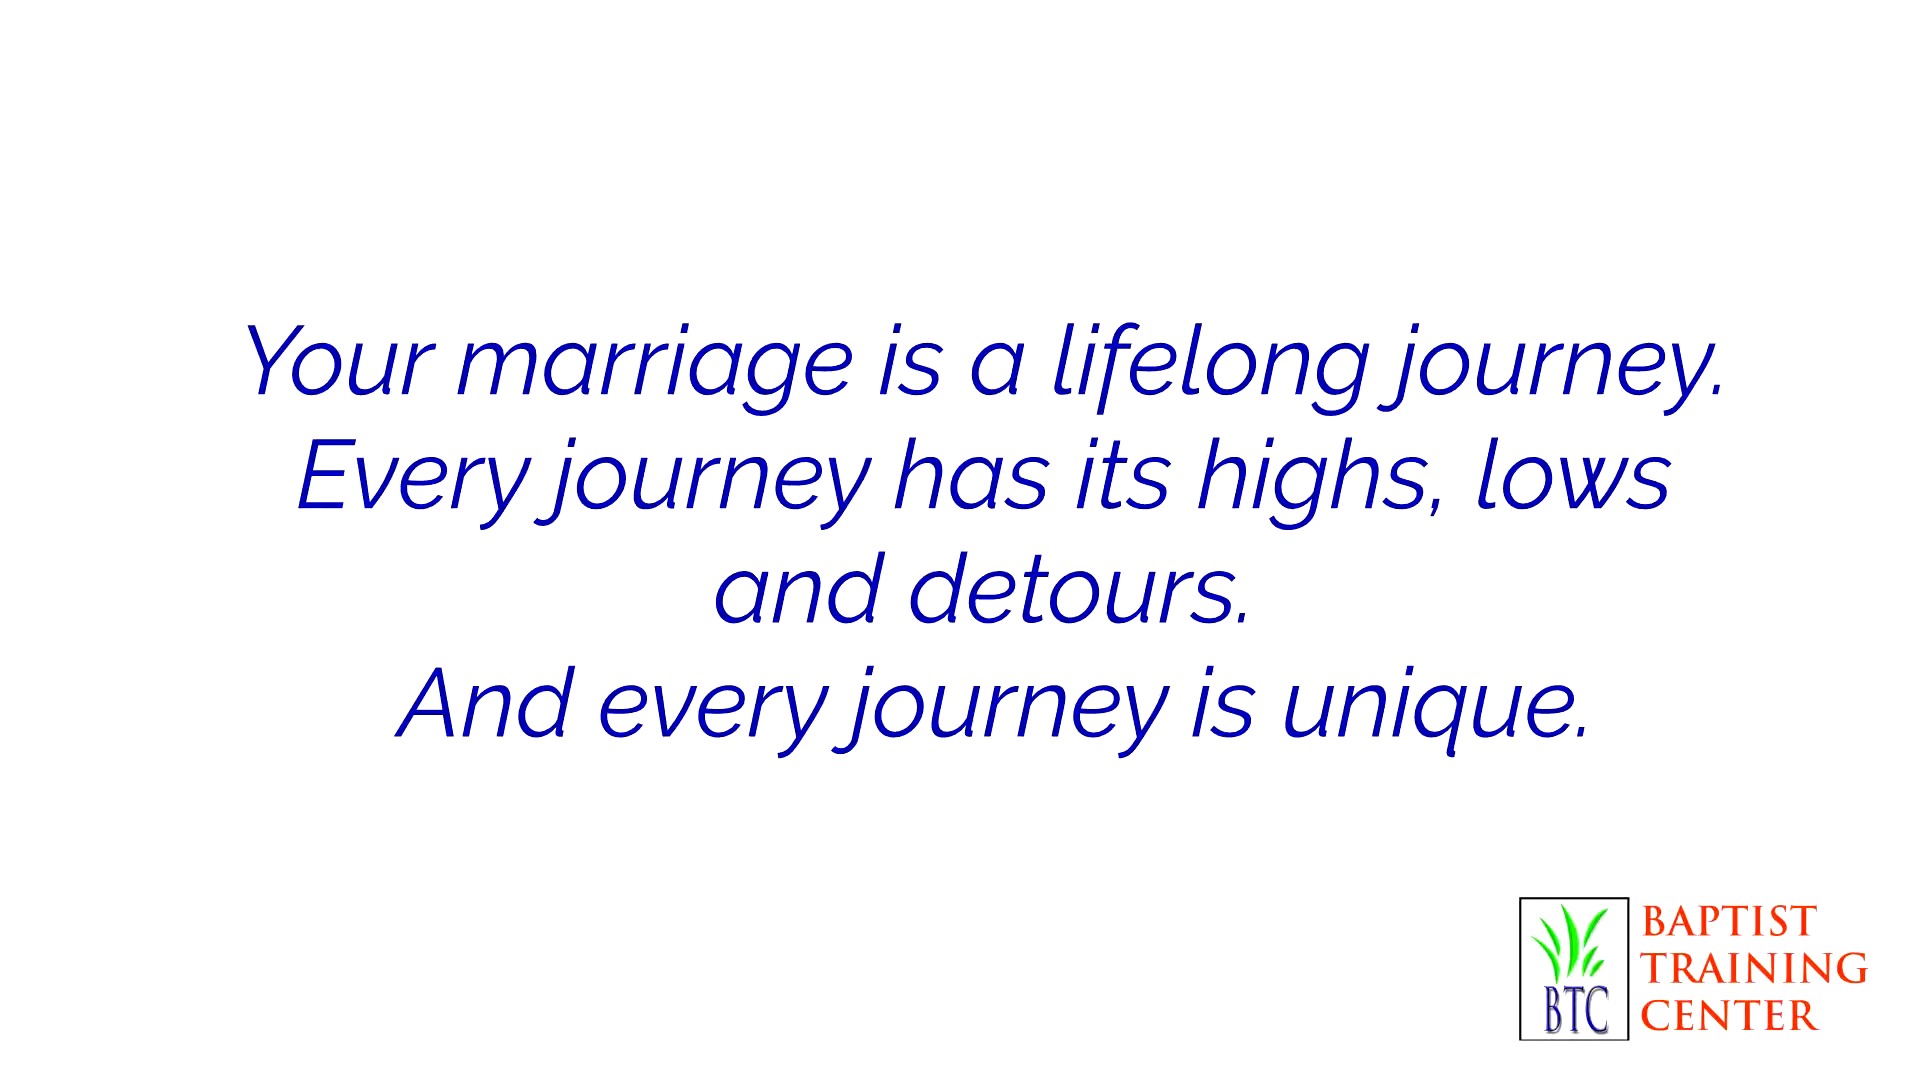 Your marriage is a lifelong journey.
Every journey has its highs, lows
and detours.
And every journey is unique.
BTC
BAPTIST
TRAINING
CENTER